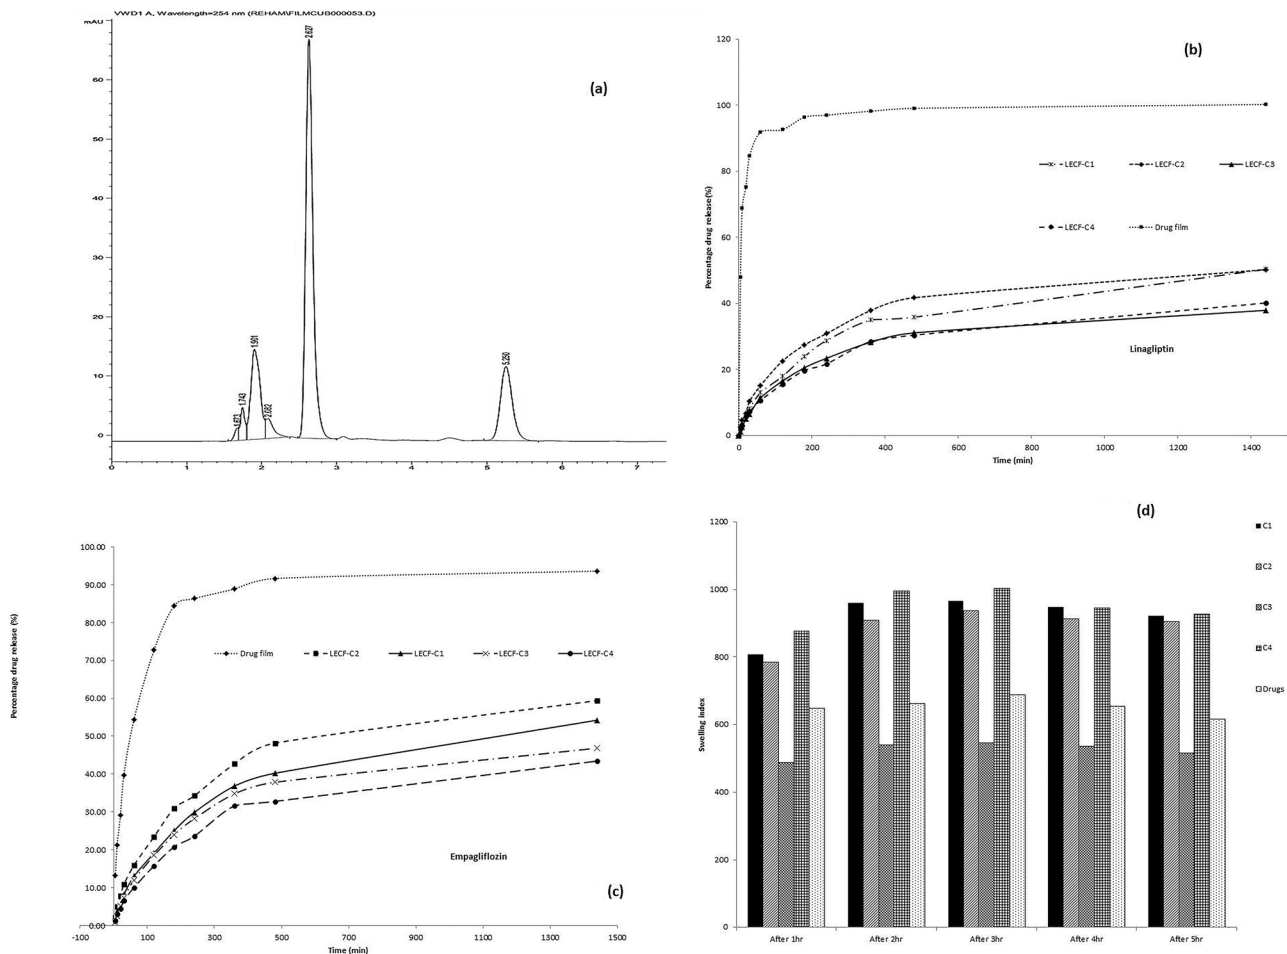 VWD1 A, Wavelength=254 nm (REHAM\FILMCUB000053.D)
mAU
60
50
40
30
20
10
0
1.673
1.743
1.901
2.082
2.627
5.250
0 1 2 3 4 5 6 7
(a)
(b)
120
100
80
60
40
20
0
Percentage drug release(%)
LECF-C1 LECF-C2 LECF-C3
LECF-C4 Drug film
Linagliptin
0 200 400 600 800 1000 1200 1400
Time (min)
100.00
90.00
80.00
70.00
60.00
50.00
40.00
30.00
20.00
10.00
0.00
Percentage drug release (%)
Drug film LECF-C2 LECF-C1 LECF-C3 LECF-C4
Empagliflozin
(c)
-100 100 300 500 700 900 1100 1300 1500
Time (min)
(d)
1200
1000
800
600
400
200
0
Swelling index
C1
C2
C3
C4
Drugs
After 1hr After 2hr After 3hr After 4hr After 5hr